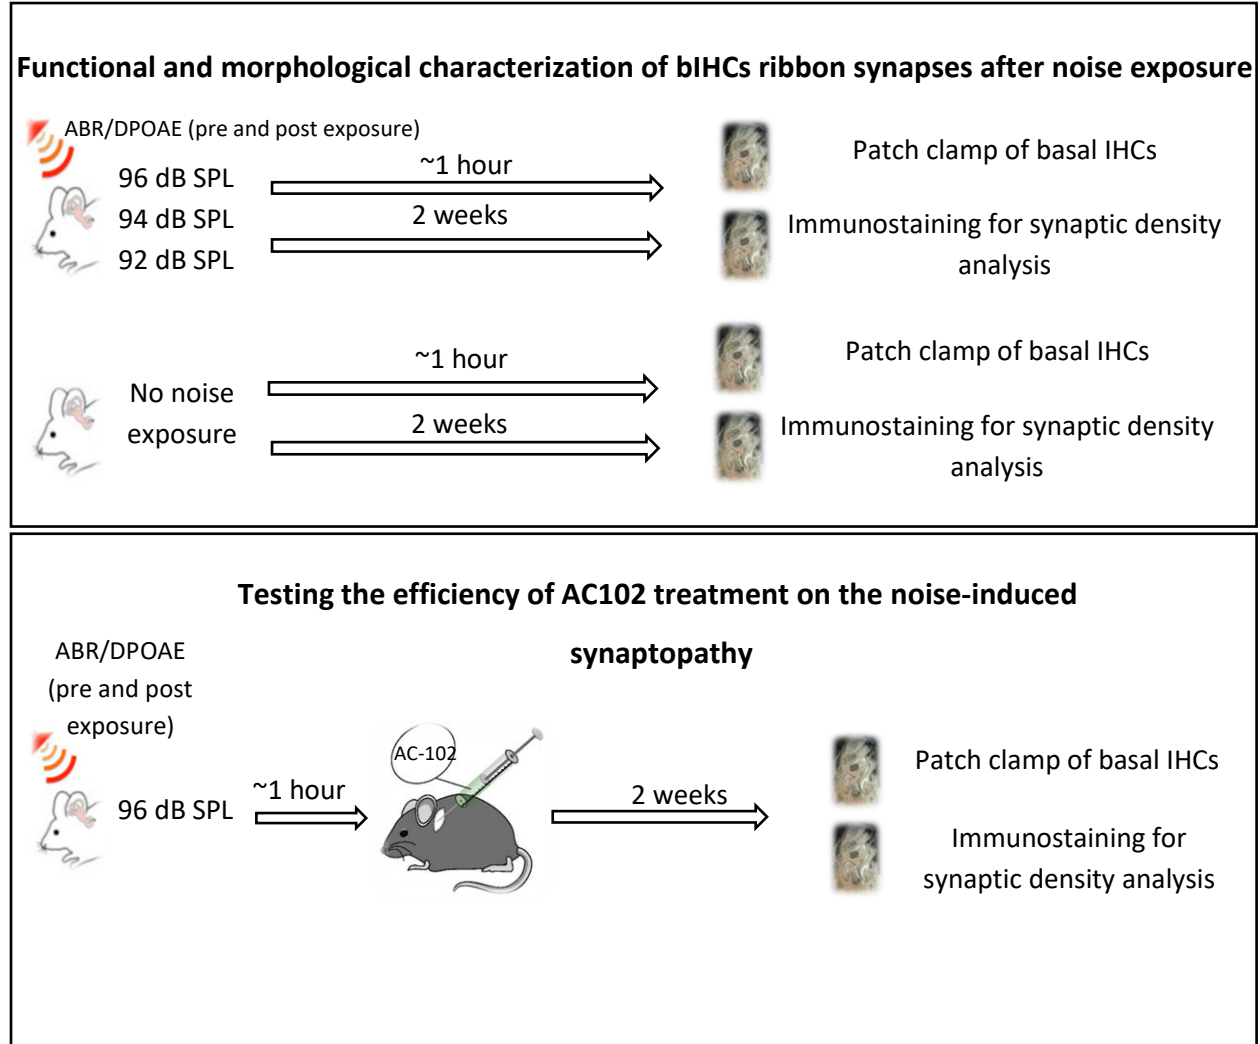 Functional and morphological characterization of bIHCs ribbon synapses after noise exposure
ABR/DPOAE (pre and post exposure)
96 dB SPL
94 dB SPL
92 dB SPL
~1 hour
2 weeks
Patch clamp of basal IHCs
Immunostaining for synaptic density
analysis
No noise
exposure
~1 hour
2 weeks
Patch clamp of basal IHCs
Immunostaining for synaptic density
analysis
Testing the efficiency of AC102 treatment on the noise-induced
synaptopathy
ABR/DPOAE
(pre and post
exposure)
96 dB SPL
~1 hour
AC-102
2 weeks
Patch clamp of basal IHCs
Immunostaining for
synaptic density analysis